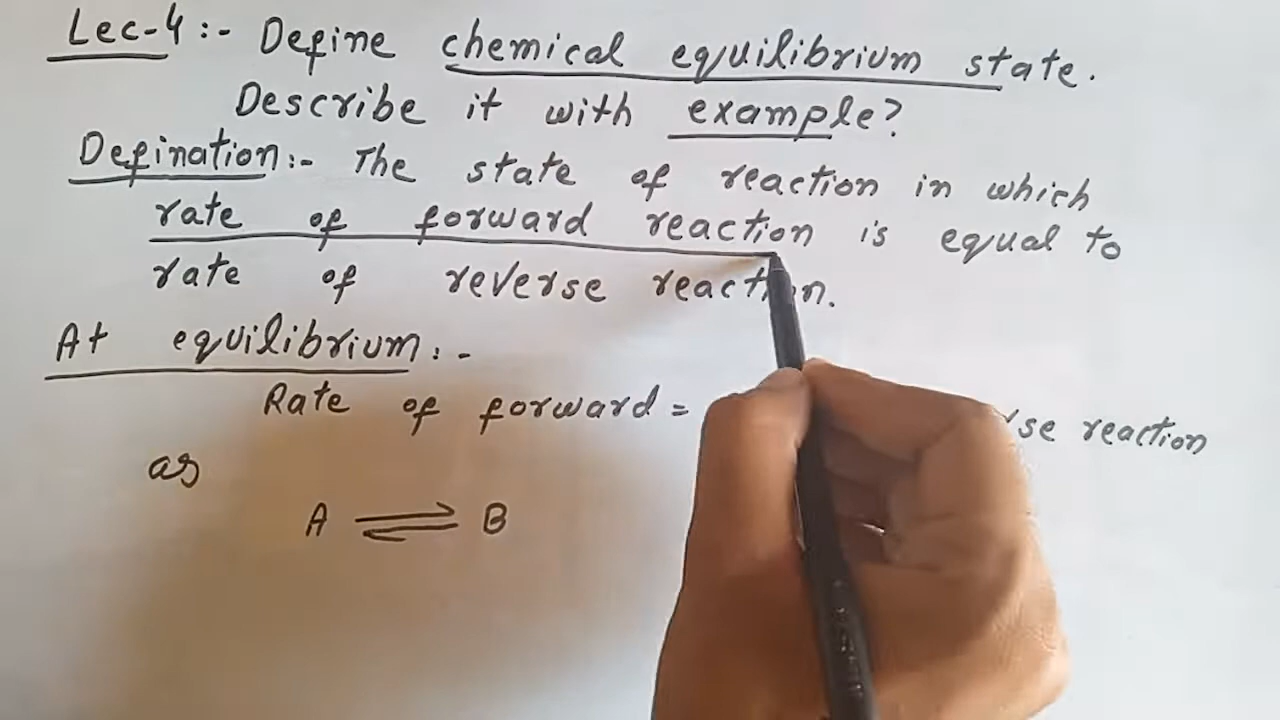 Lec-4:- Define chemical equilibrium state.
Describe it with example?
Defination:- The state of reaction in which
rate of forward reaction is equal to
rate of reverse reaction.
At equilibrium:-
Rate of forward = reaction
as
A ⇌ B